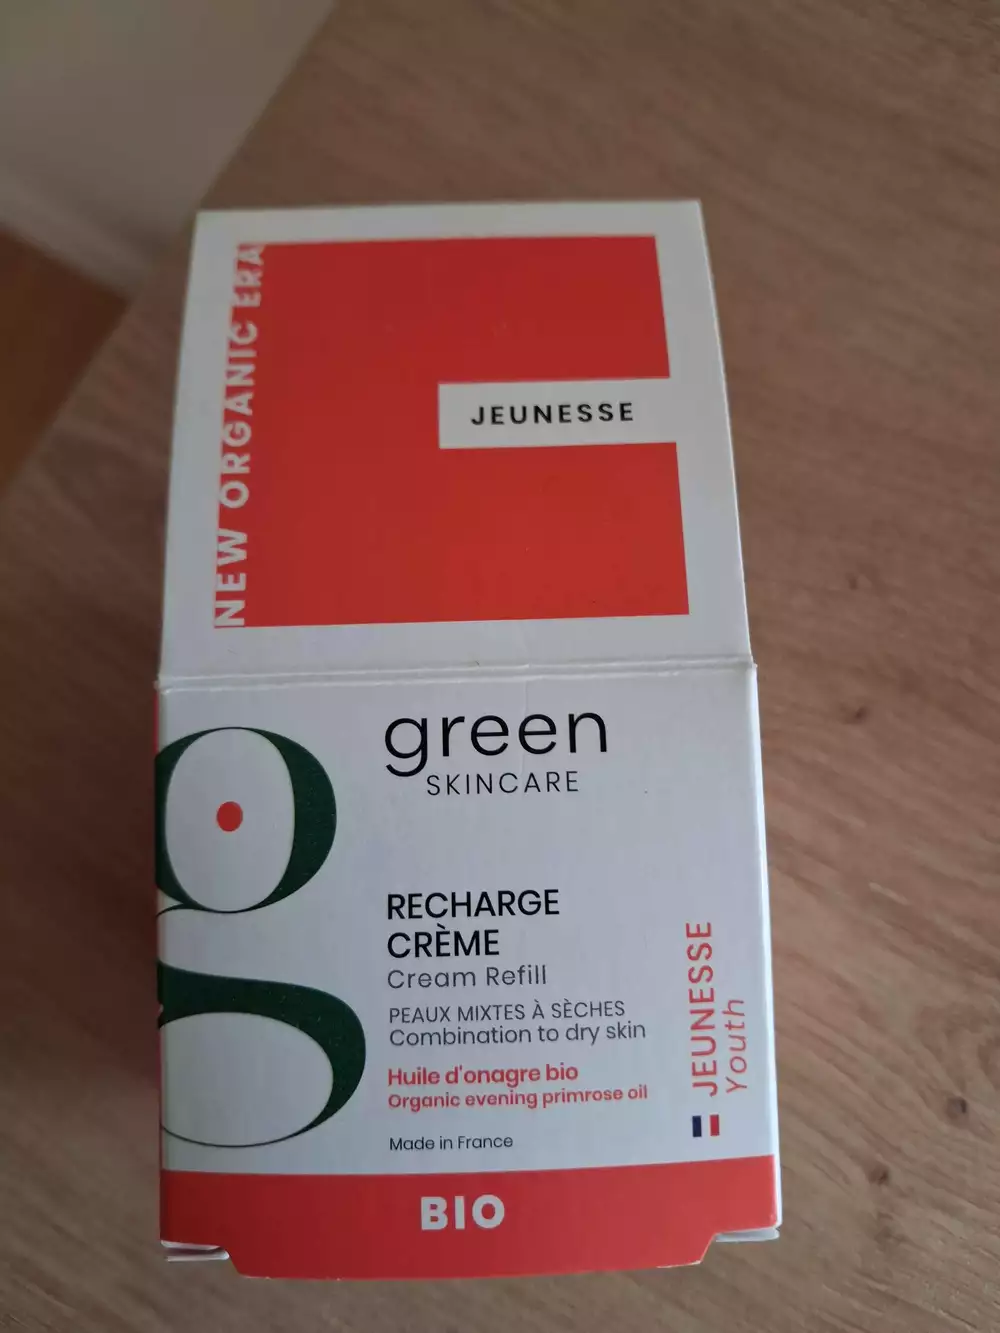 NEW ORGANIC ERA
JEUNESSE
green
SKINCARE
RECHARGE
CRÈME
Cream Refill
PEAUX MIXTES À SÈCHES
Combination to dry skin
Huile d'onagre bio
Organic evening primrose oil
Made in France
JEUNESSE
Youth
BIO